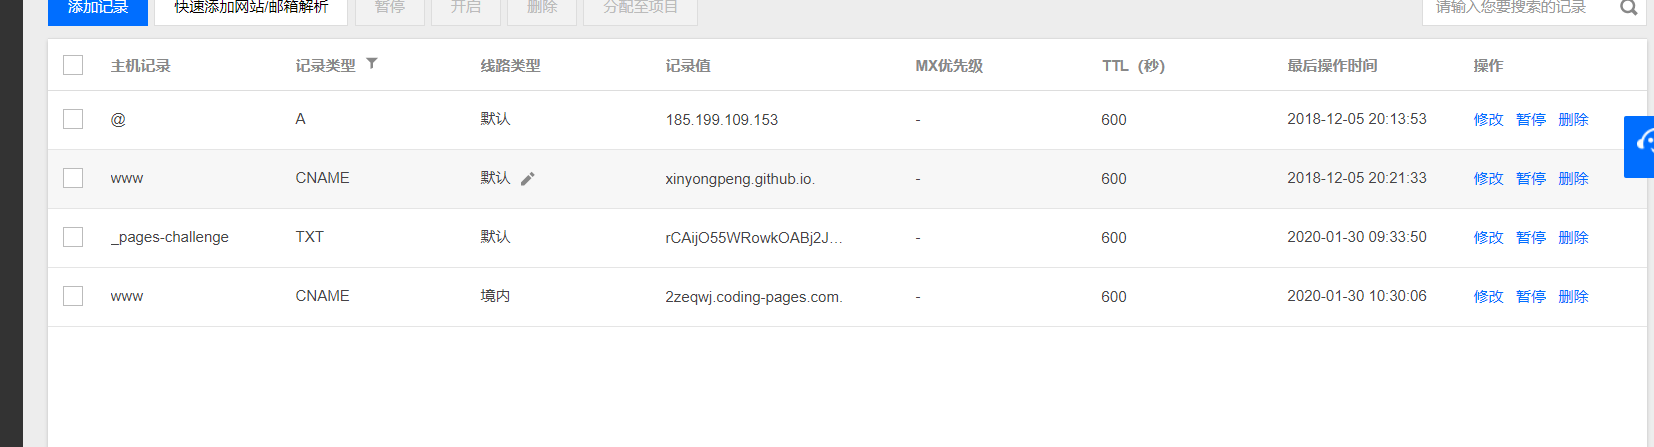 添加记录 快速添加网站/邮箱解析 暂停 开启 删除 分配至项目 请输入您要搜索的记录
主机记录 记录类型 线路类型 记录值 MX优先级 TTL（秒） 最后操作时间 操作
@ A 默认 185.199.109.153 - 600 2018-12-05 20:13:53 修改 暂停 删除
www CNAME 默认 xinyongpeng.github.io. - 600 2018-12-05 20:21:33 修改 暂停 删除
_pages-challenge TXT 默认 rCAijO55WRowkOABj2J... - 600 2020-01-30 09:33:50 修改 暂停 删除
www CNAME 境内 2zeqwj.coding-pages.com. - 600 2020-01-30 10:30:06 修改 暂停 删除